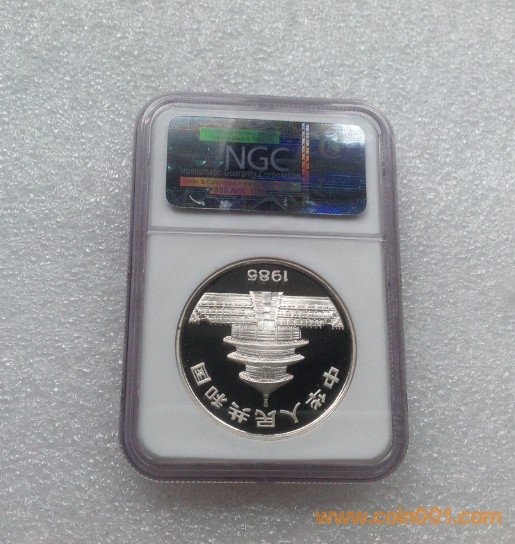 NGC
Numismatic Guaranty Corporation
1985
中华人民共和国
www.coin001.com